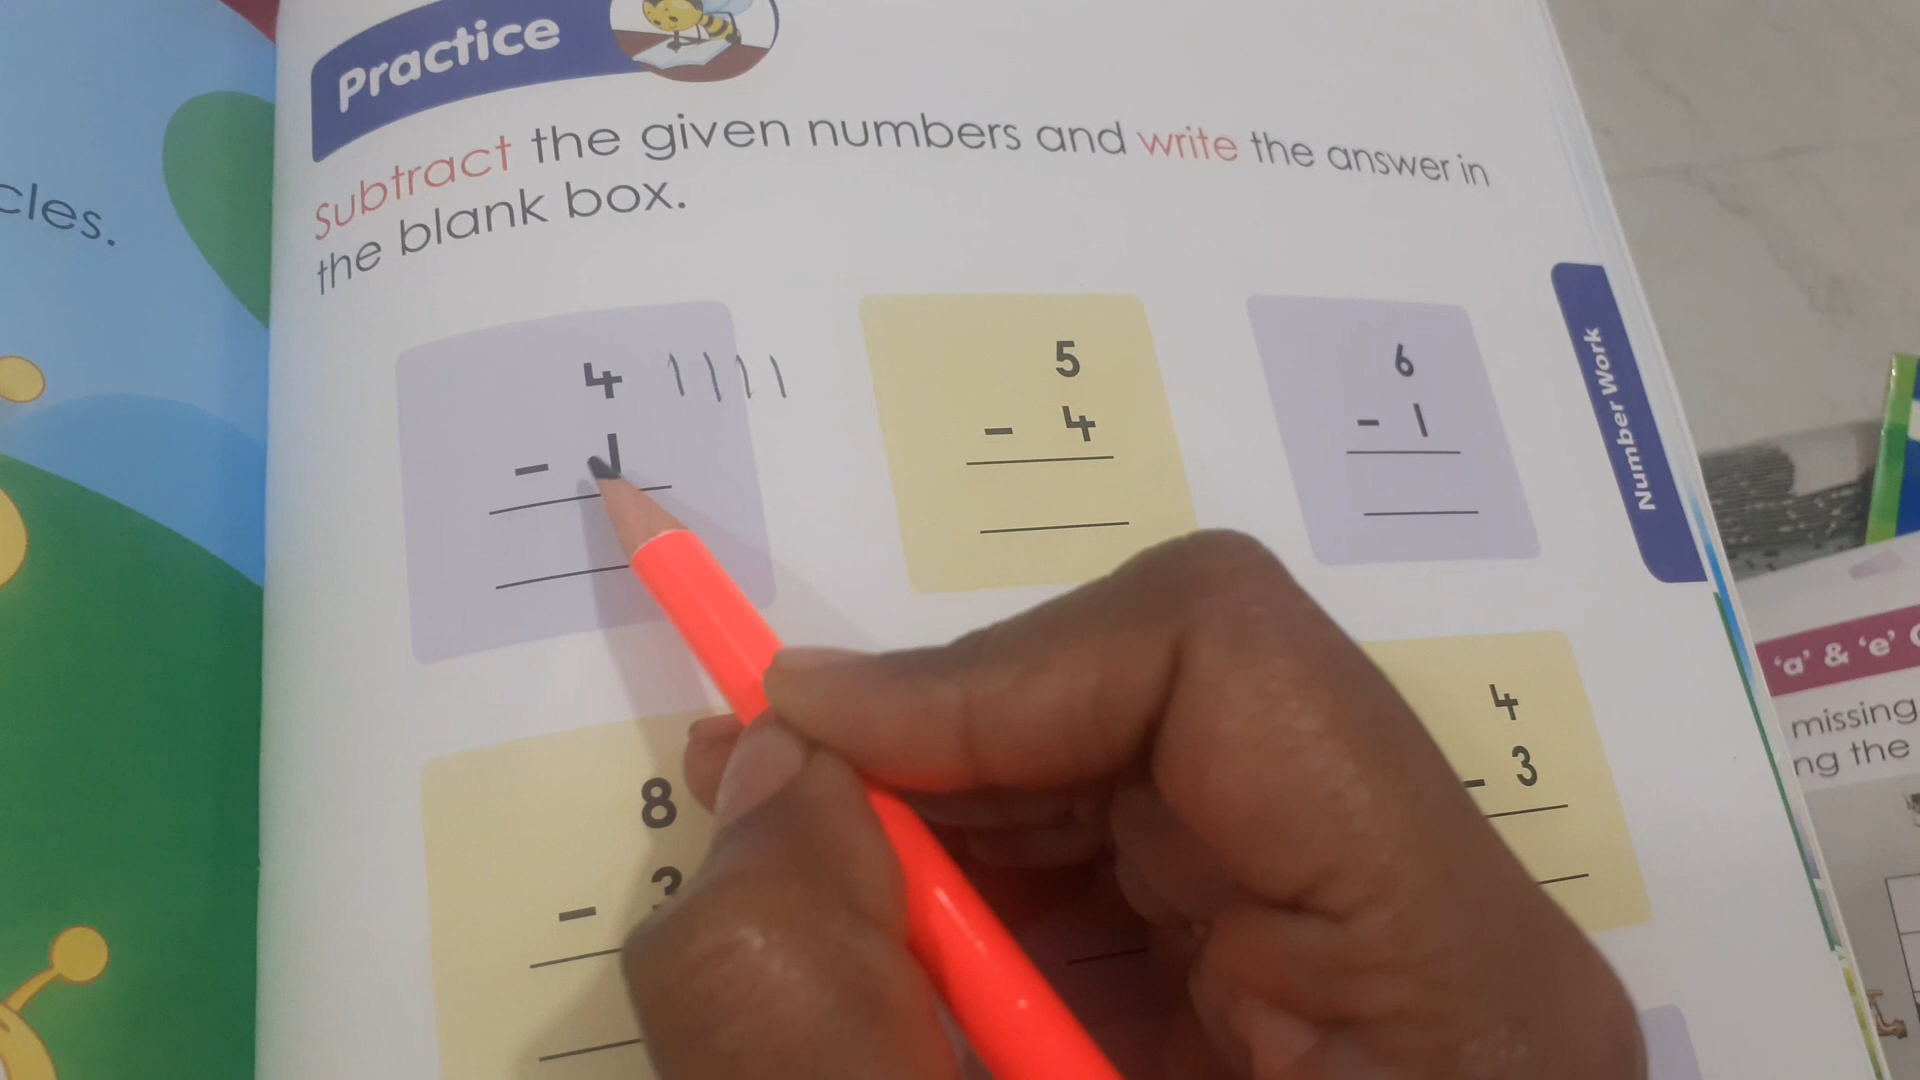 cles.
Practice
Subtract the given numbers and write the answer in
the blank box.
4
- 1
5
- 4
6
- 1
8
- 3
4
- 3
Number Work
'a' & 'e'
missing
ng the